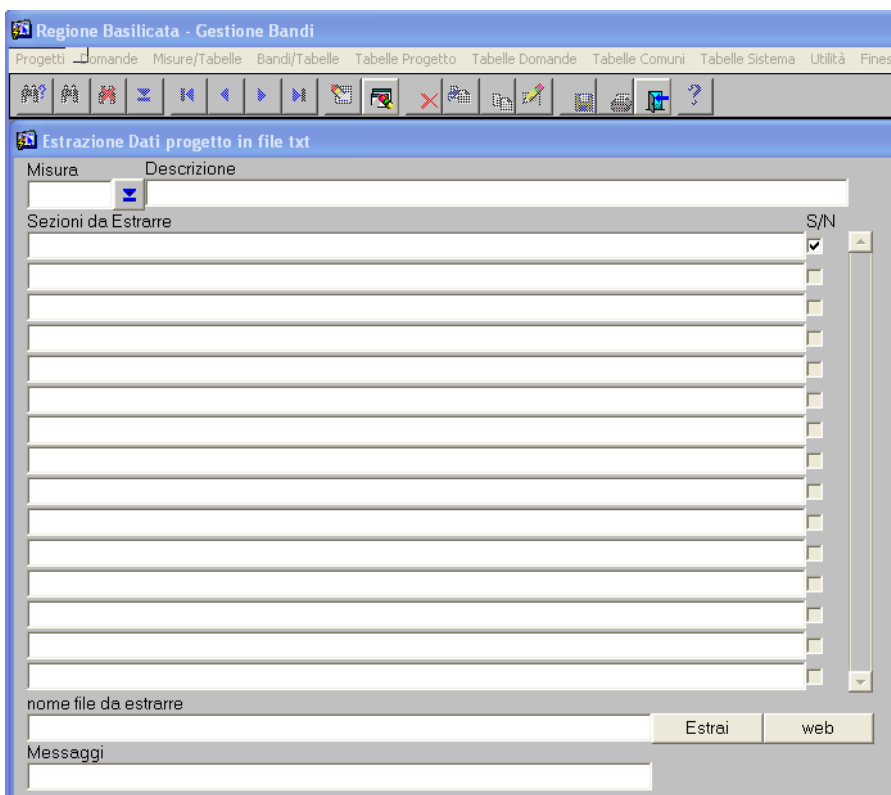 Regione Basilicata - Gestione Bandi
Progetti Domande Misure/Tabelle Bandi/Tabelle Tabelle Progetto Tabelle Domande Tabelle Comuni Tabelle Sistema Utilità Fines
Estrazione Dati progetto in file txt
Misura Descrizione
Sezioni da Estrarre S/N
nome file da estrarre
Estrai web
Messaggi